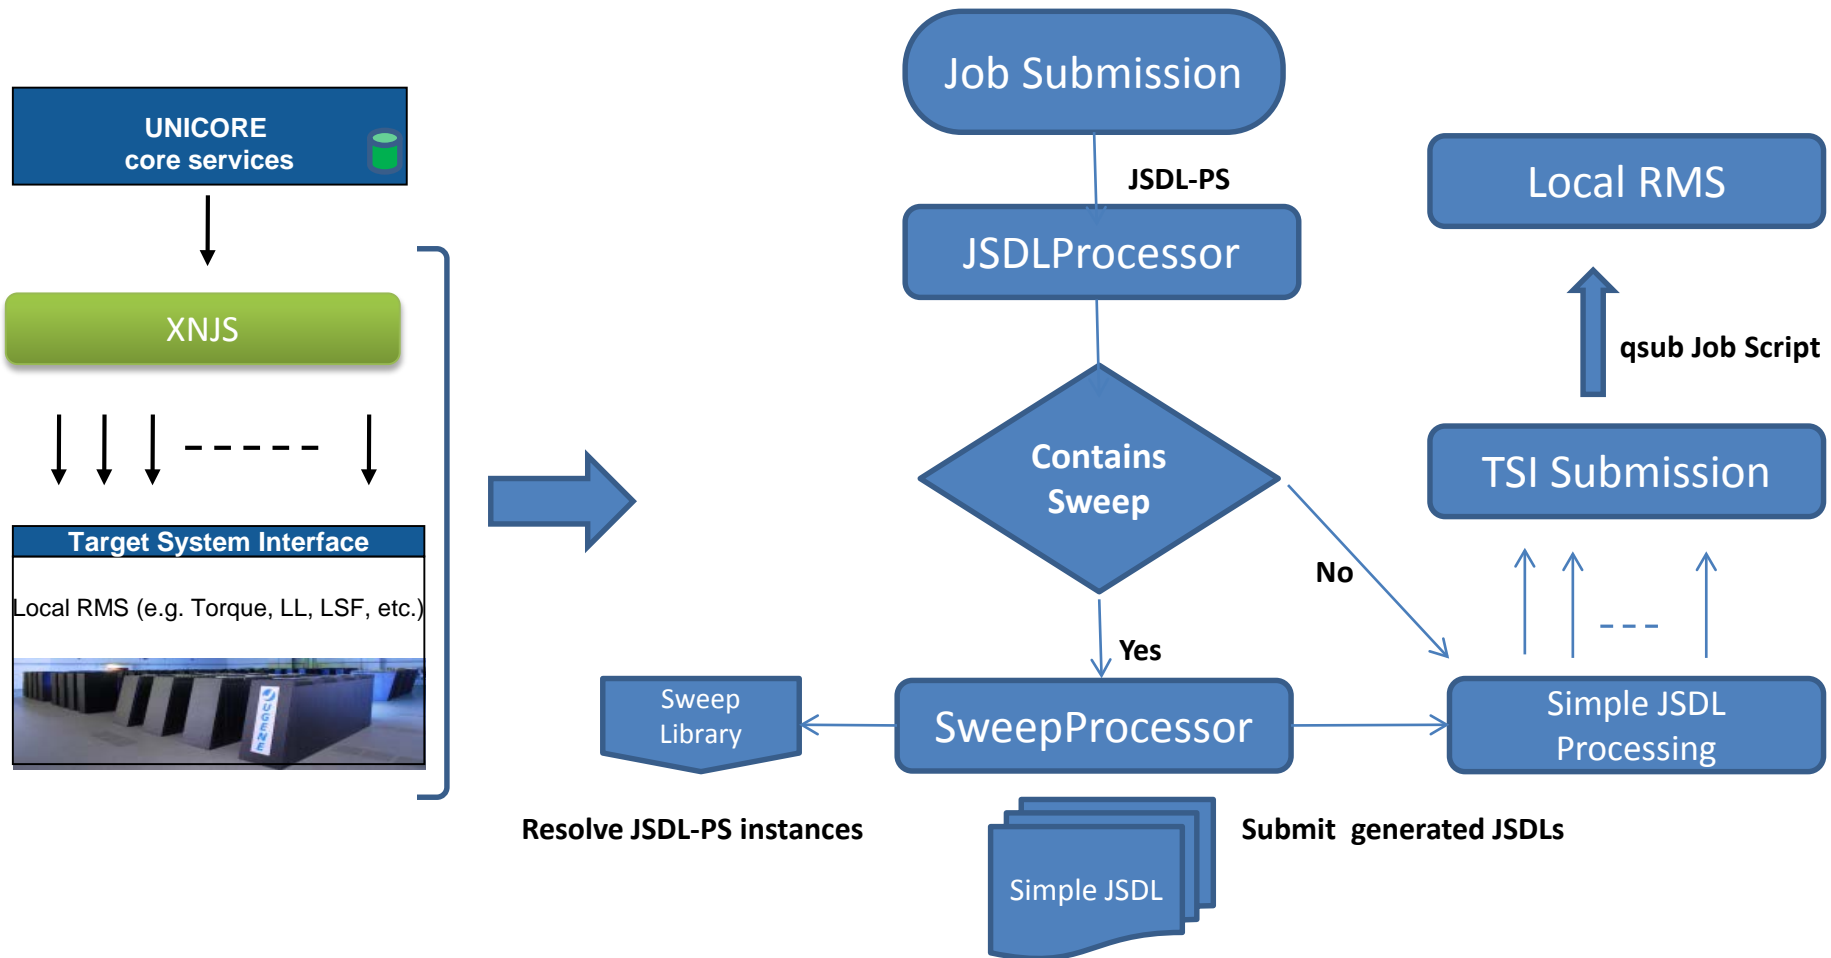 UNICORE
core services
XNJS
Target System Interface
Local RMS (e.g. Torque, LL, LSF, etc.)
JUGENE
Job Submission
JSDL-PS
JSDLProcessor
Contains
Sweep
No
Yes
Sweep
Library
SweepProcessor
Resolve JSDL-PS instances
Simple JSDL
Submit  generated JSDLs
Simple JSDL
Processing
TSI Submission
qsub Job Script
Local RMS